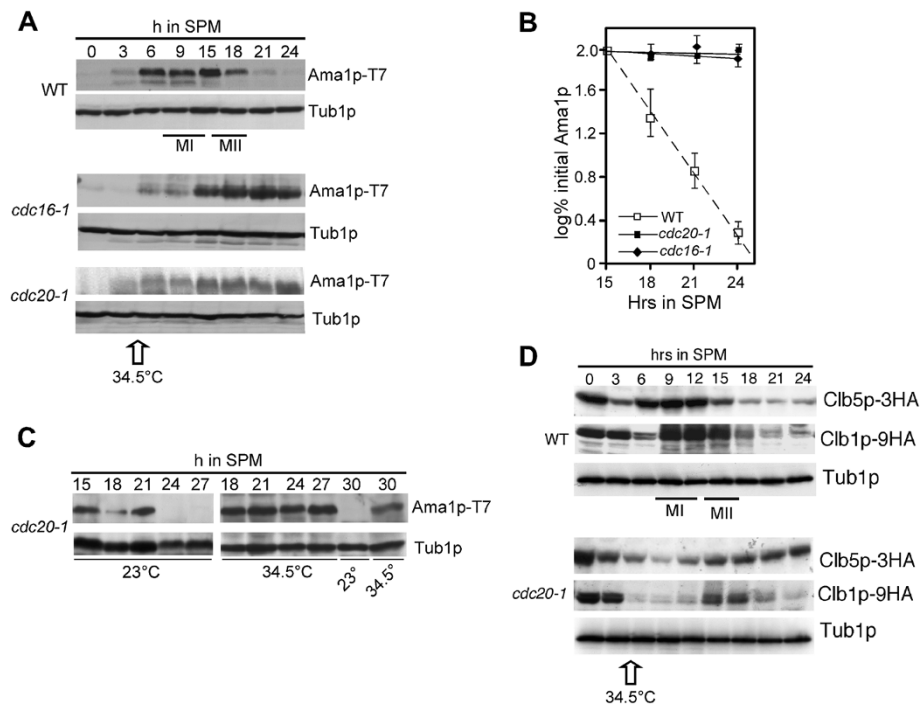 A
h in SPM
0 3 6 9 15 18 21 24
WT
Ama1p-T7
Tub1p
MI MII
cdc16-1
Ama1p-T7
Tub1p
cdc20-1
Ama1p-T7
Tub1p
34.5°C
B
log% initial Ama1p
2.0
1.6
1.2
0.8
0.4
0
WT
cdc20-1
cdc16-1
15 18 21 24
Hrs in SPM
C
h in SPM
15 18 21 24 27 18 21 24 27 30 30
cdc20-1
Ama1p-T7
Tub1p
23°C 34.5°C 23° 34.5°
D
hrs in SPM
0 3 6 9 12 15 18 21 24
WT
Clb5p-3HA
Clb1p-9HA
Tub1p
MI MII
cdc20-1
Clb5p-3HA
Clb1p-9HA
Tub1p
34.5°C